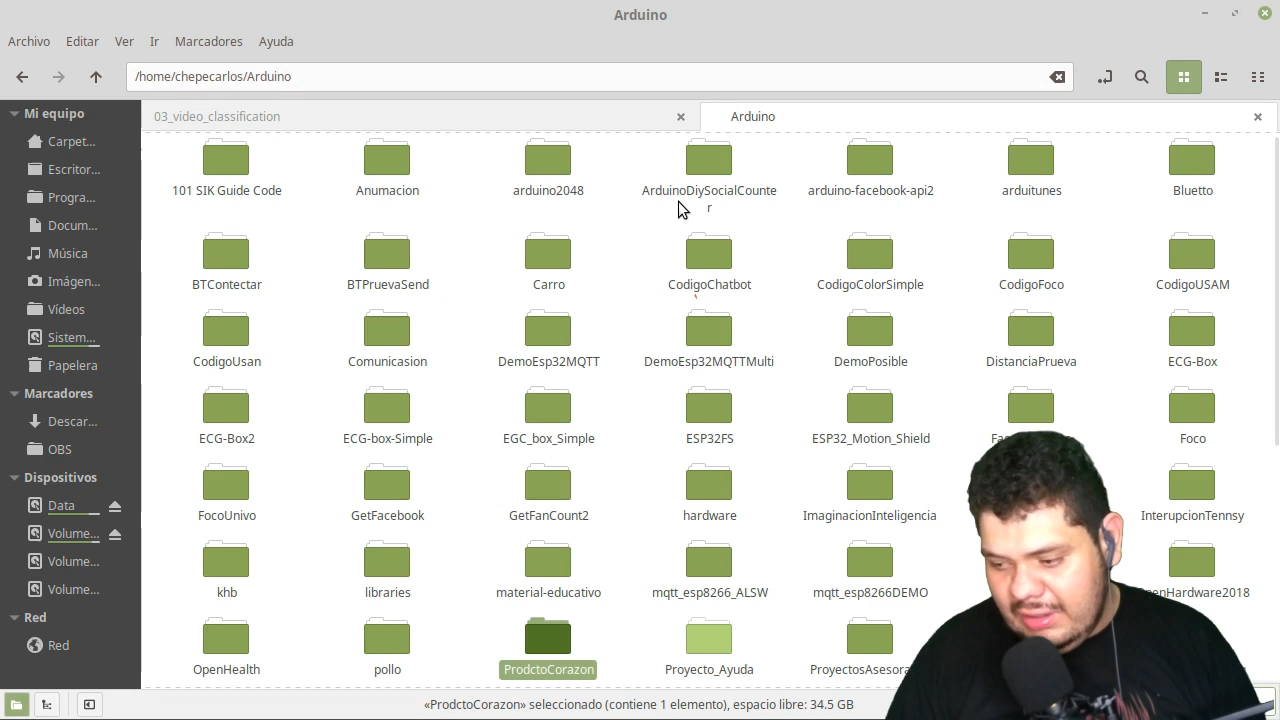 Arduino
Archivo Editar Ver Ir Marcadores Ayuda
/home/chepecarlos/Arduino
Mi equipo
Carpet...
Escritor...
Progra...
Docum...
Música
Imágen...
Vídeos
Sistem...
Papelera
Marcadores
Descar...
OBS
Dispositivos
Data
Volume...
Volume...
Volume...
Red
Red
03_video_classification
Arduino
101 SIK Guide Code
Anumacion
arduino2048
ArduinoDiySocialCounte
r
arduino-facebook-api2
arduitunes
Bluetto
BTContectar
BTPruevaSend
Carro
CodigoChatbot
CodigoColorSimple
CodigoFoco
CodigoUSAM
CodigoUsan
Comunicasion
DemoEsp32MQTT
DemoEsp32MQTTMulti
DemoPosible
DistanciaPrueva
ECG-Box
ECG-Box2
ECG-box-Simple
EGC_box_Simple
ESP32FS
ESP32_Motion_Shield
Foco
FocoUnivo
GetFacebook
GetFanCount2
hardware
ImaginacionInteligencia
InterupcionTennsy
khb
libraries
material-educativo
mqtt_esp8266_ALSW
mqtt_esp8266DEMO
enHardware2018
OpenHealth
pollo
ProdctoCorazon
Proyecto_Ayuda
ProyectosAsesora
«ProdctoCorazon» seleccionado (contiene 1 elemento), espacio libre: 34.5 GB